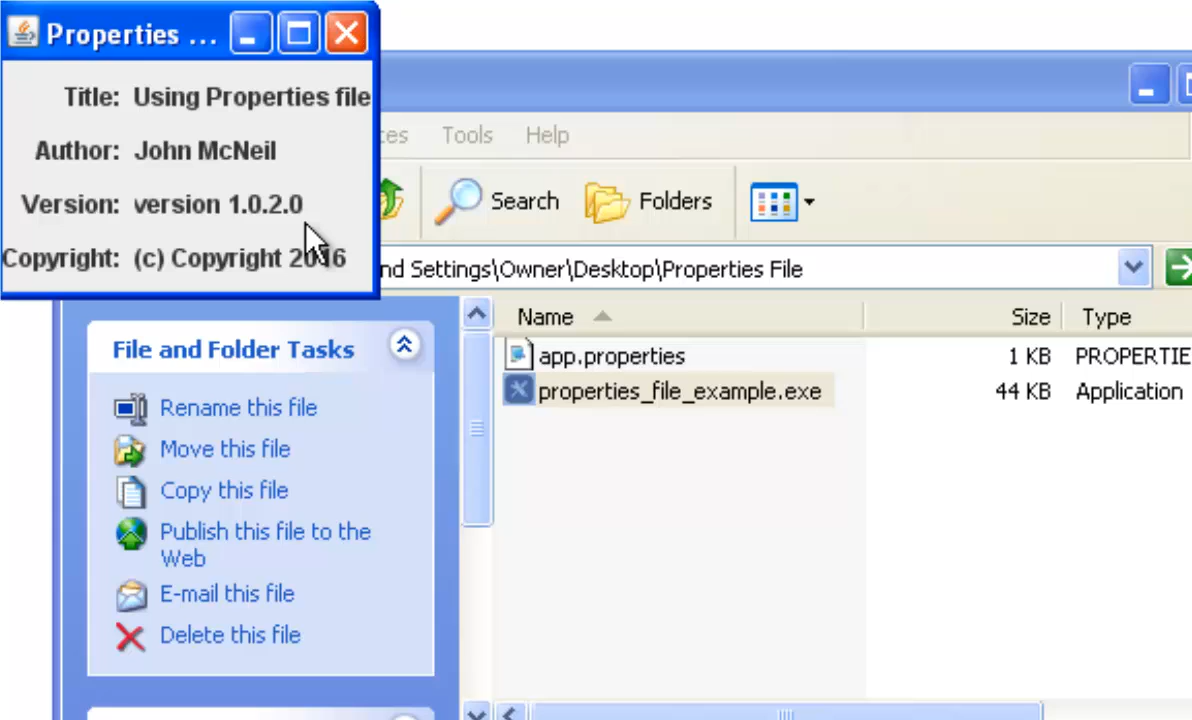 Properties ...
Title: Using Properties file
Author: John McNeil
Version: version 1.0.2.0
Copyright: (c) Copyright 2016
Tools Help
Search Folders
nd Settings\Owner\Desktop\Properties File
Name Size Type
app.properties 1 KB PROPERTIE
properties_file_example.exe 44 KB Application
File and Folder Tasks
Rename this file
Move this file
Copy this file
Publish this file to the
Web
E-mail this file
Delete this file